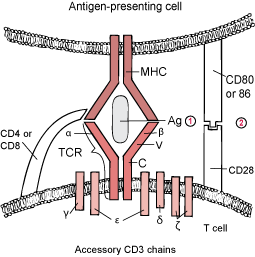 Antigen-presenting cell
MHC
CD80
or 86
Ag
1
2
CD4 or
CD8
α
β
V
TCR
C
CD28
γ
ε
δ
ζ
T cell
Accessory CD3 chains